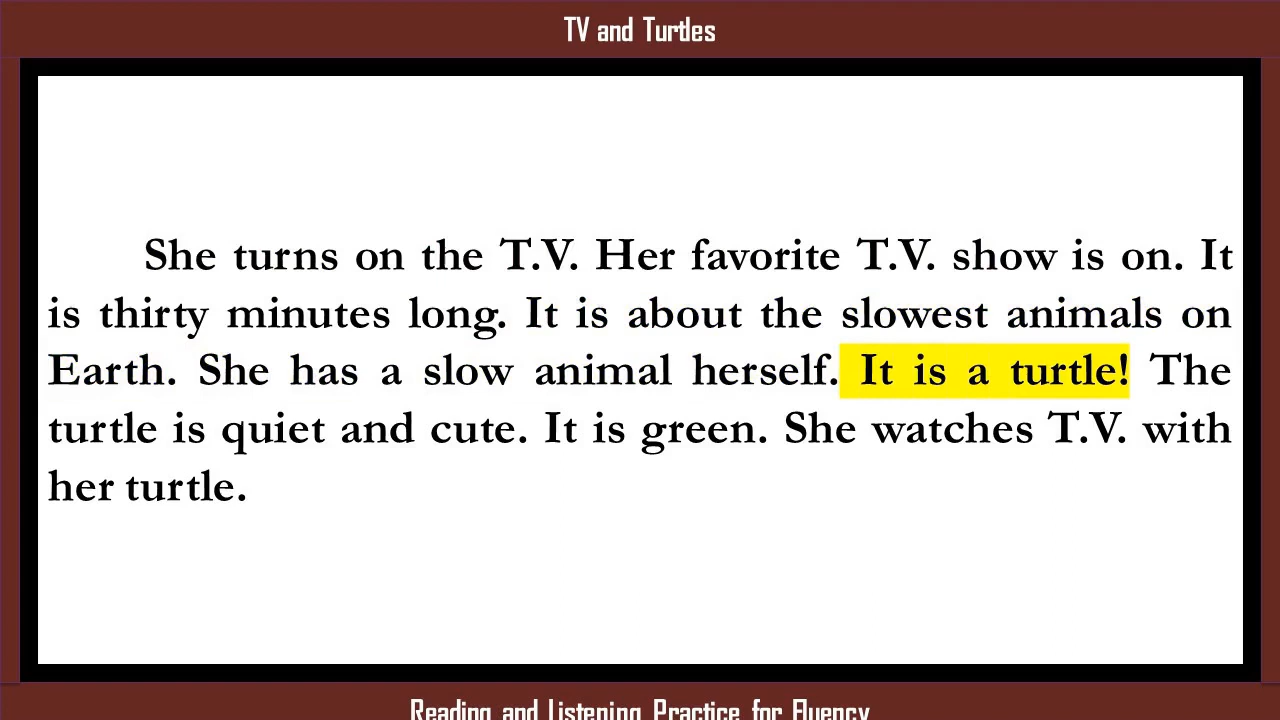 TV and Turtles
She turns on the T.V. Her favorite T.V. show is on. It
is thirty minutes long. It is about the slowest animals on
Earth. She has a slow animal herself. It is a turtle! The
turtle is quiet and cute. It is green. She watches T.V. with
her turtle.
Reading and Listening Practice for Fluency